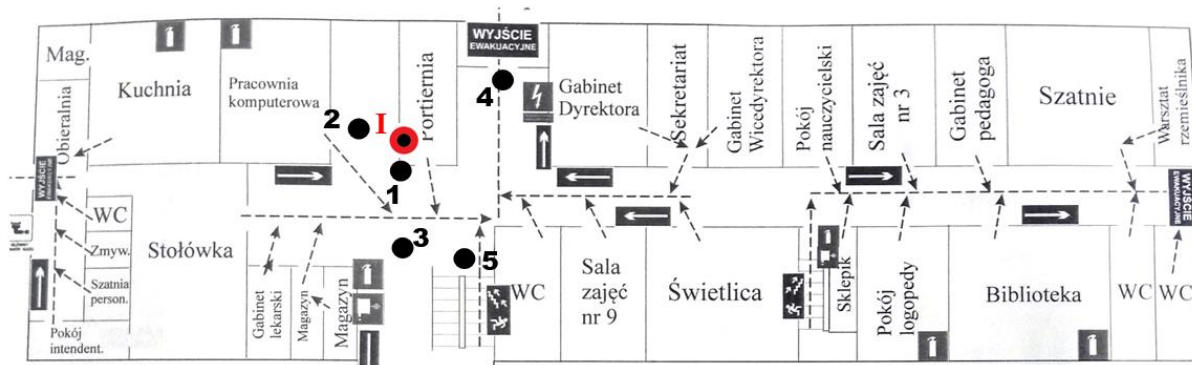 Mag.
Obieralnia
Kuchnia
Pracownia
komputerowa
I
Portiernia
2
1
3
4
5
WYJŚCIE
EWAKUACYJNE
Gabinet
Dyrektora
Sekretariat
Gabinet
Wicedyrektora
Pokój
nauczycielski
Sala zajęć
nr 3
Gabinet
pedagoga
Szatnie
Warsztat
rzemieślnika
WYJŚCIE
EWAKUACYJNE
WC
Zmyw.
Szatnia
person.
Pokój
intendent.
Stołówka
Gabinet
lekarski
Magazyn
Magazyn
WC
Sala
zajęć
nr 9
Świetlica
Sklepik
Pokój
logopedy
Biblioteka
WC
WC
WYJŚCIE
EWAKUACYJNE